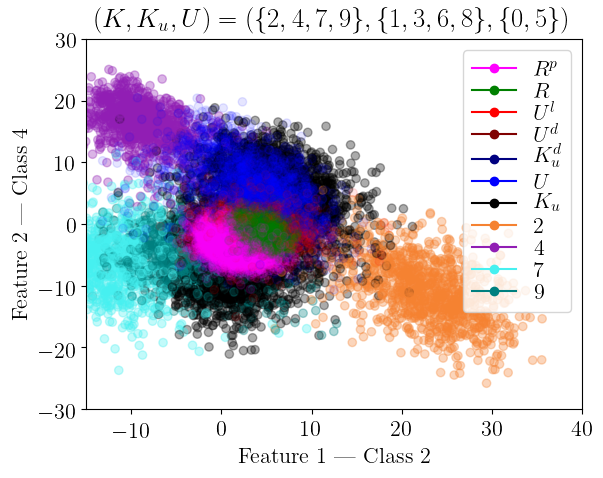 (K, K_u, U) = ({2, 4, 7, 9}, {1, 3, 6, 8}, {0, 5})
30
20
10
0
−10
−20
−30
Feature 2 — Class 4
R^p
R
U^l
U^d
K_u^d
U
K_u
2
4
7
9
−10
0
10
20
30
40
Feature 1 — Class 2